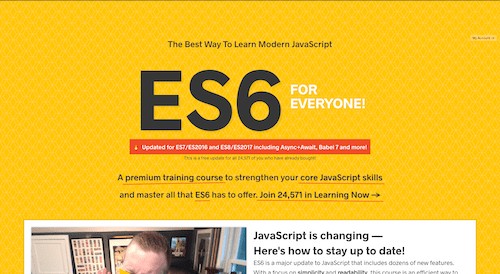 My Account →
The Best Way To Learn Modern JavaScript
ES6 FOR
EVERYONE!
Updated for ES7/ES2016 and ES8/ES2017 including Async+Await, Babel 7 and more!
This is a free update for all 24,571 of you who have already bought!
A premium training course to strengthen your core JavaScript skills
and master all that ES6 has to offer. Join 24,571 in Learning Now →
JavaScript is changing —
Here's how to stay up to date!
ES6 is a major update to JavaScript that includes dozens of new features.
With a focus on simplicity and readability, this course is an efficient way to